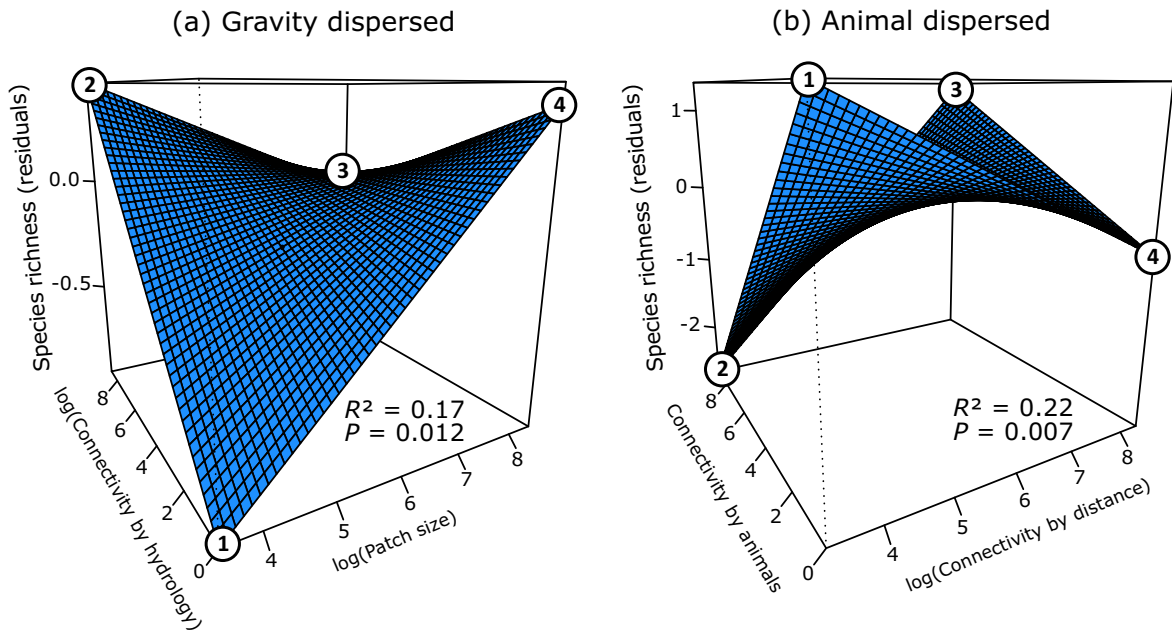 (a) Gravity dispersed
Species richness (residuals)
0.0
-0.5
2
3
4
1
8
6
4
2
0
log(Connectivity by hydrology)
4
5
6
7
8
log(Patch size)
R² = 0.17
P = 0.012
(b) Animal dispersed
Species richness (residuals)
1
0
-1
-2
1
3
2
4
8
6
4
2
0
Connectivity by animals
4
5
6
7
8
log(Connectivity by distance)
R² = 0.22
P = 0.007